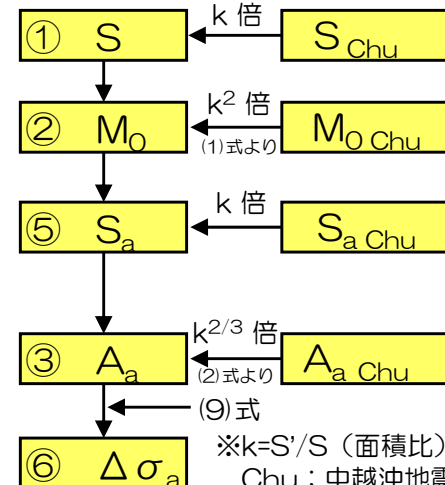 ① S
k 倍
S Chu
② M0
k2 倍
(1)式より
M0 Chu
⑤ Sa
k 倍
Sa Chu
③ Aa
k2/3 倍
(2)式より
Aa Chu
(9)式
⑥ Δσa
※k=S'/S（面積比）
Chu：中越沖地震